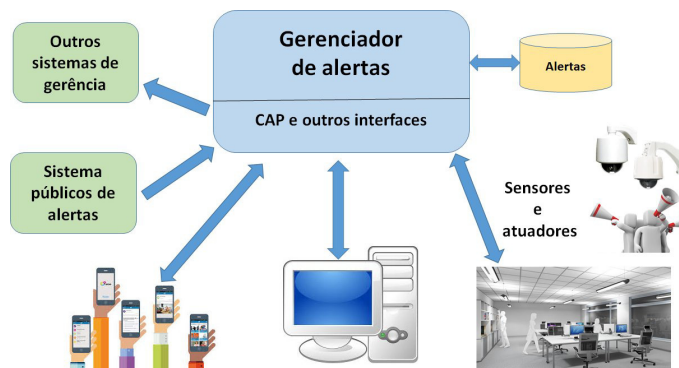 Outros
sistemas de
gerência
Gerenciador
de alertas
Alertas
CAP e outros interfaces
Sistema
públicos de
alertas
Sensores
e
atuadores